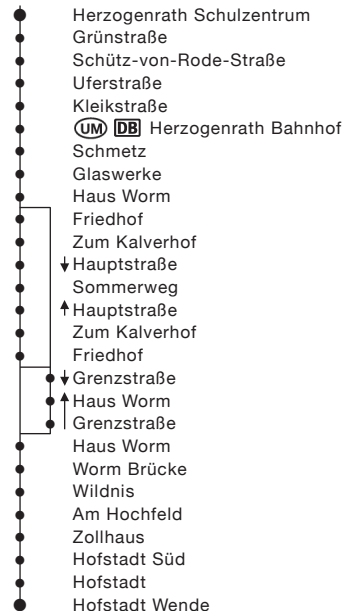 Herzogenrath Schulzentrum
Grünstraße
Schütz-von-Rode-Straße
Uferstraße
Kleikstraße
UM DB Herzogenrath Bahnhof
Schmetz
Glaswerke
Haus Worm
Friedhof
Zum Kalverhof
Hauptstraße
Sommerweg
Hauptstraße
Zum Kalverhof
Friedhof
Grenzstraße
Haus Worm
Grenzstraße
Haus Worm
Worm Brücke
Wildnis
Am Hochfeld
Zollhaus
Hofstadt Süd
Hofstadt
Hofstadt Wende